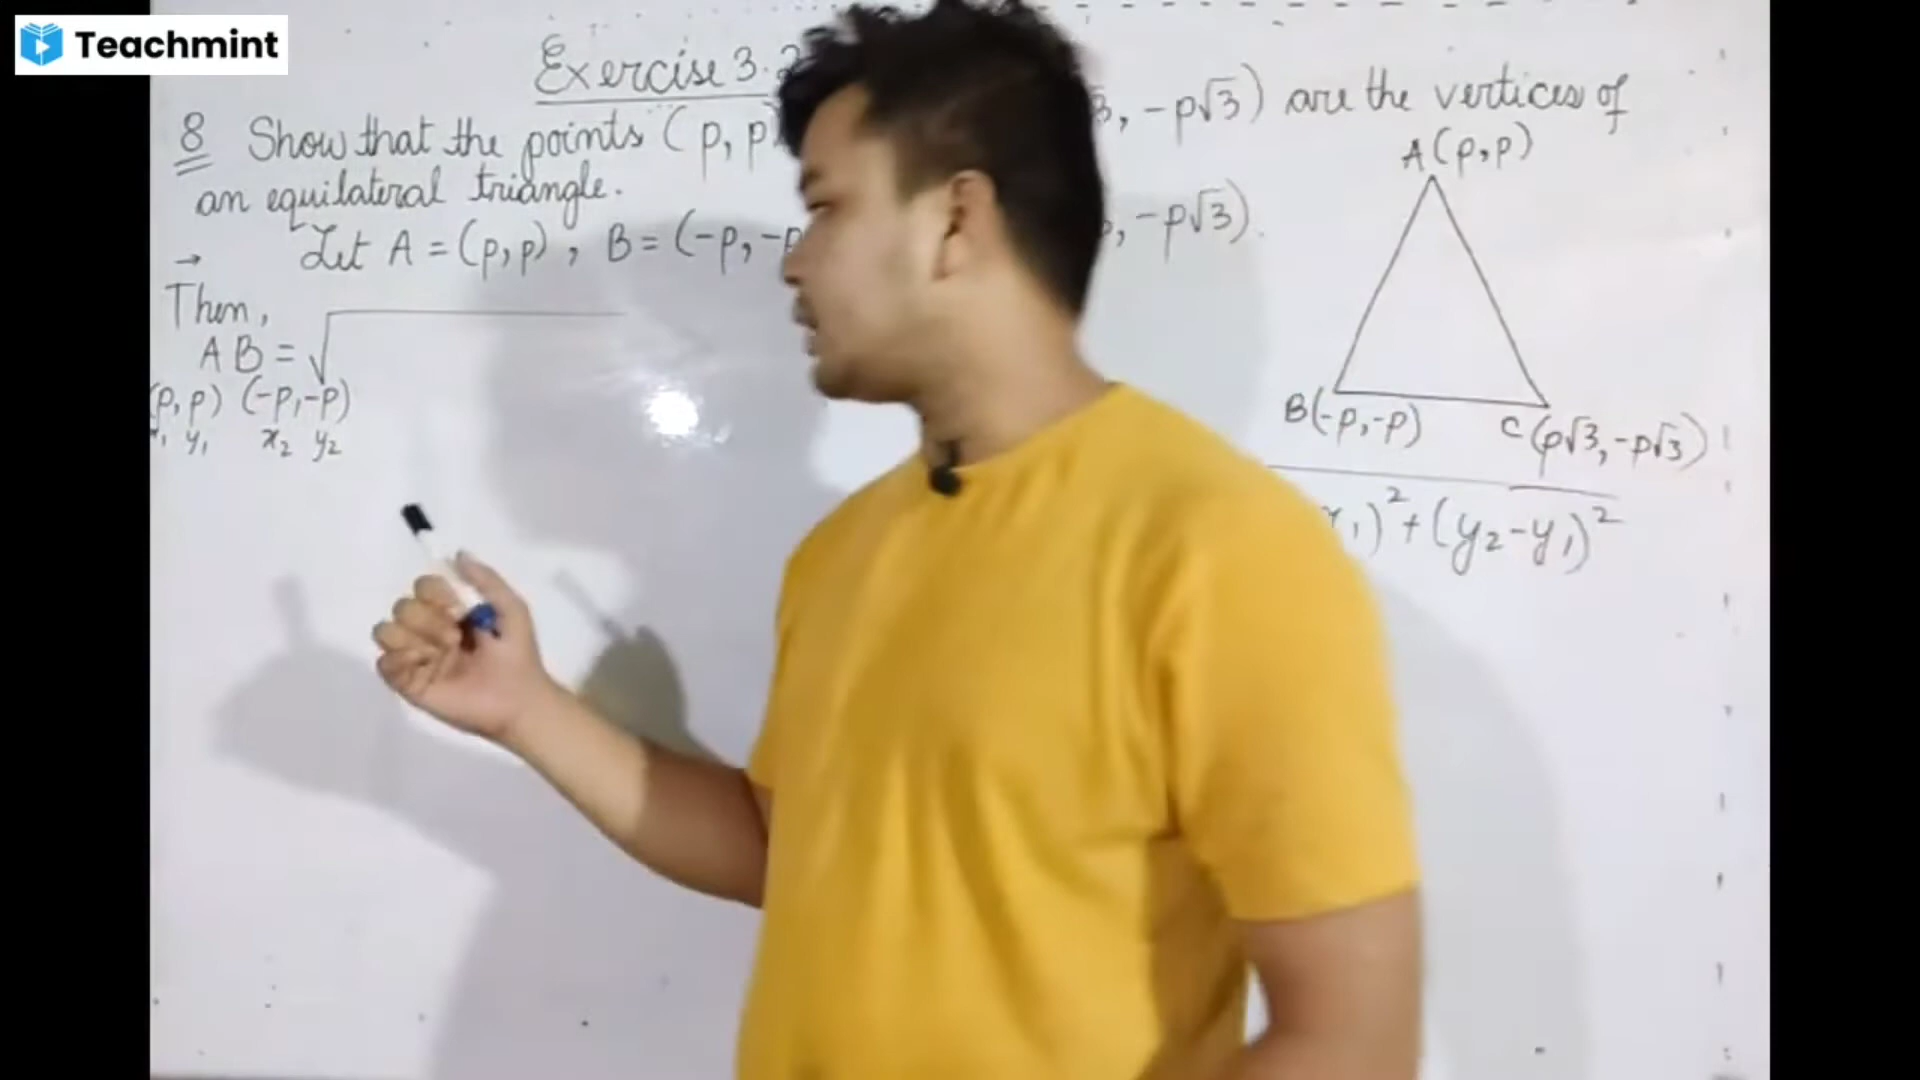 Teachmint
Exercise 3.2
8 Show that the points (p, p) , -p√3) are the vertices of
an equilateral triangle.
A(p,p)
→ Let A = (p,p) , B = (-p, -p , -p√3).
Then,
AB = √
(p, p) (-p,-p)
y₁ x₂ y₂
B(-p,-p)
C(p√3, -p√3)
₁)² + (y₂-y₁)²